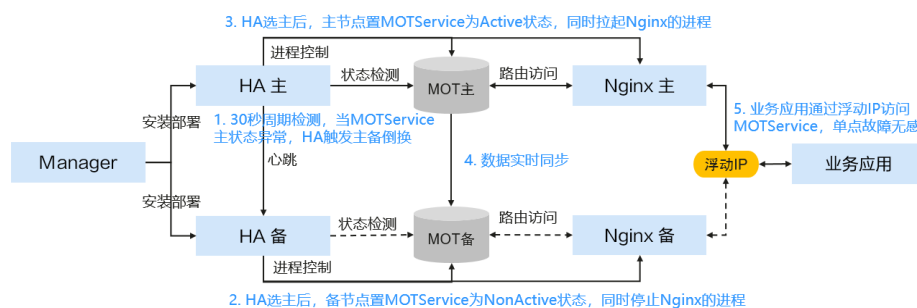 3. HA选主后，主节点置MOTService为Active状态，同时拉起Nginx的进程
进程控制
HA 主
状态检测
MOT主
路由访问
Nginx 主
安装部署
1. 30秒周期检测，当MOTService
主状态异常，HA触发主备倒换
5. 业务应用通过浮动IP访问
MOTService，单点故障无感
Manager
心跳
4. 数据实时同步
浮动IP
业务应用
安装部署
HA 备
状态检测
MOT备
路由访问
Nginx 备
进程控制
2. HA选主后，备节点置MOTService为NonActive状态，同时停止Nginx的进程